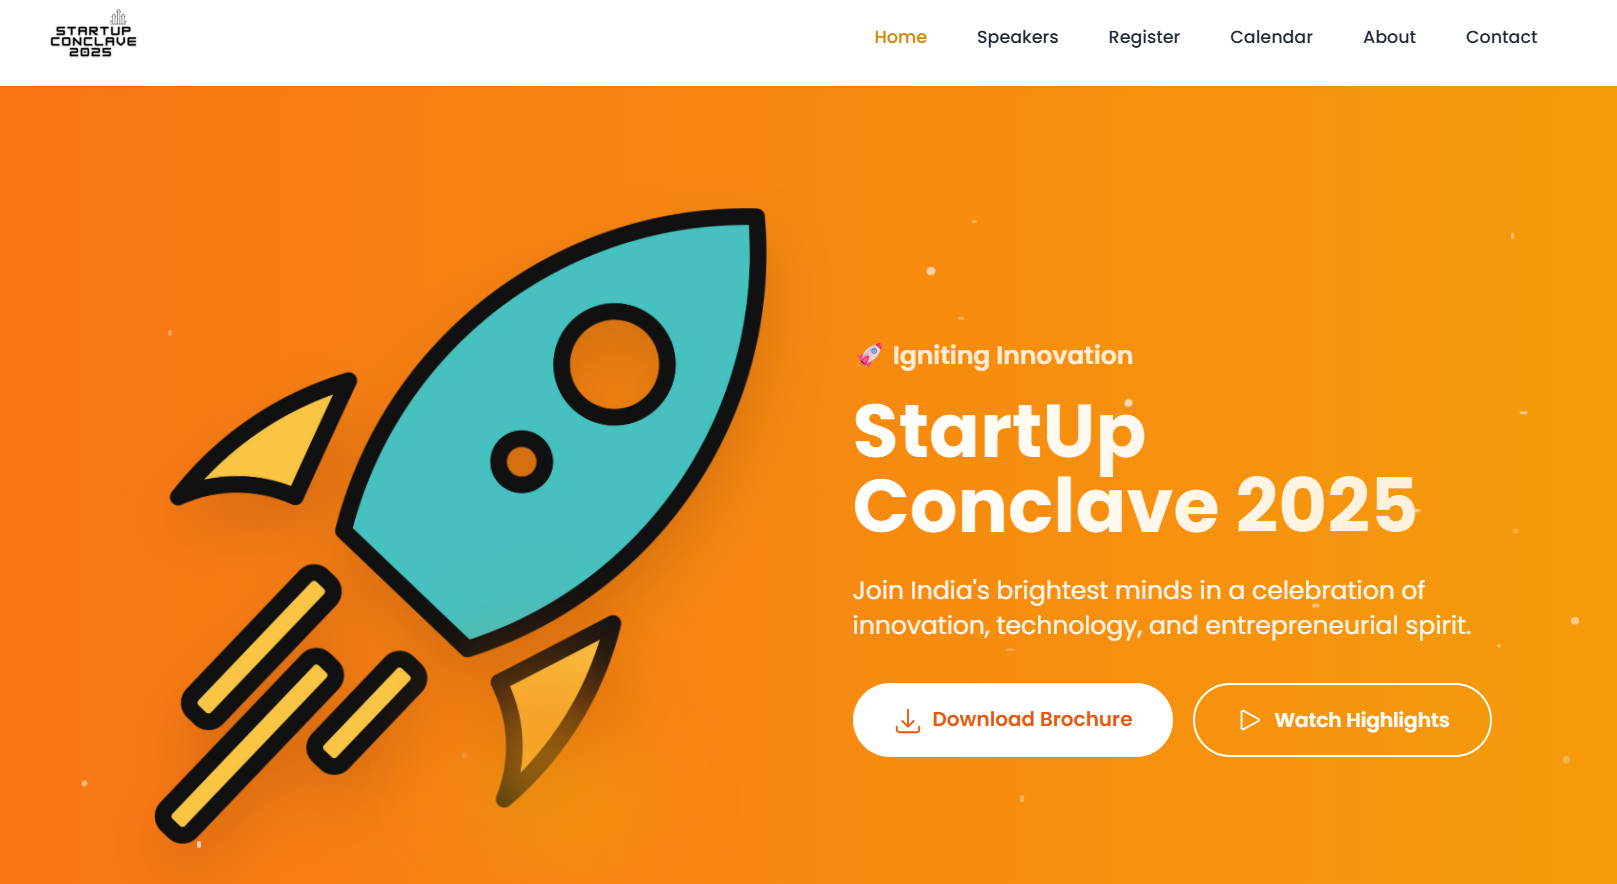 STARTUP
CONCLAVE
2025
Home Speakers Register Calendar About Contact
🚀 Igniting Innovation
StartUp
Conclave 2025
Join India's brightest minds in a celebration of
innovation, technology, and entrepreneurial spirit.
Download Brochure Watch Highlights